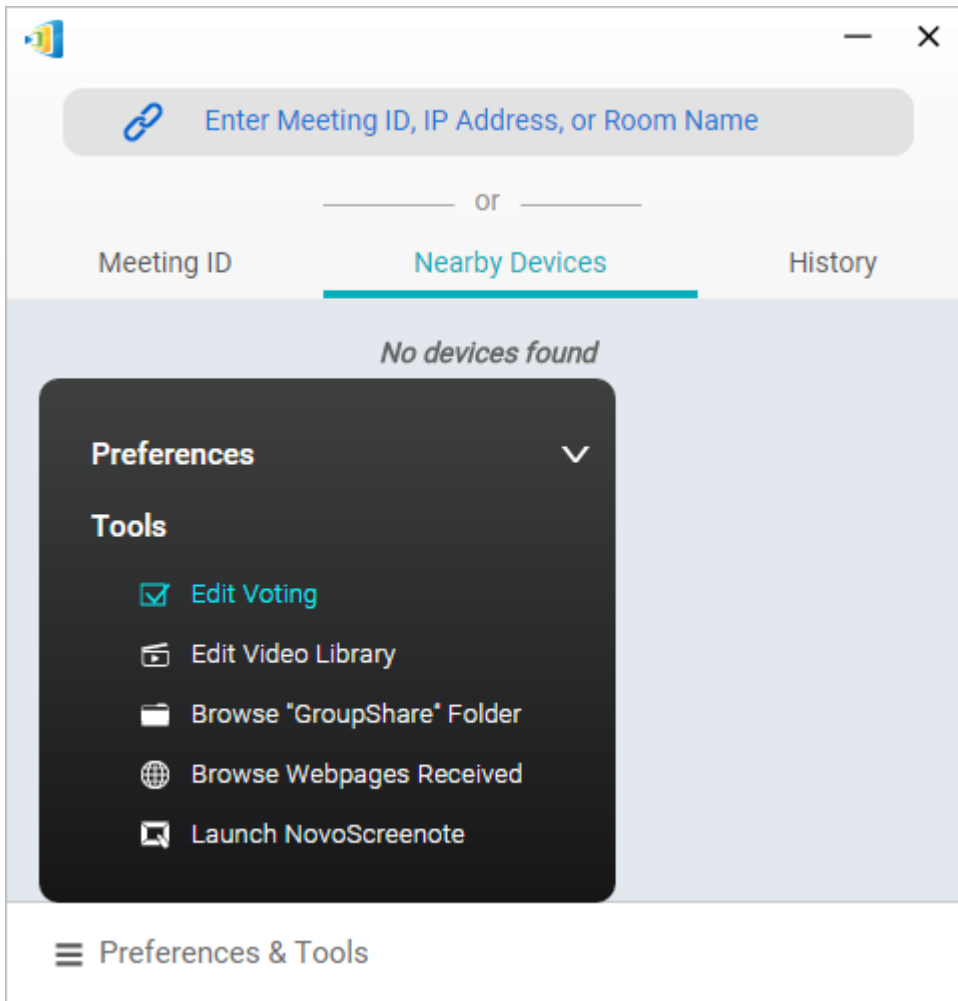 Enter Meeting ID, IP Address, or Room Name
or
Meeting ID
Nearby Devices
History
No devices found
Preferences
Tools
Edit Voting
Edit Video Library
Browse "GroupShare" Folder
Browse Webpages Received
Launch NovoScreenote
Preferences & Tools